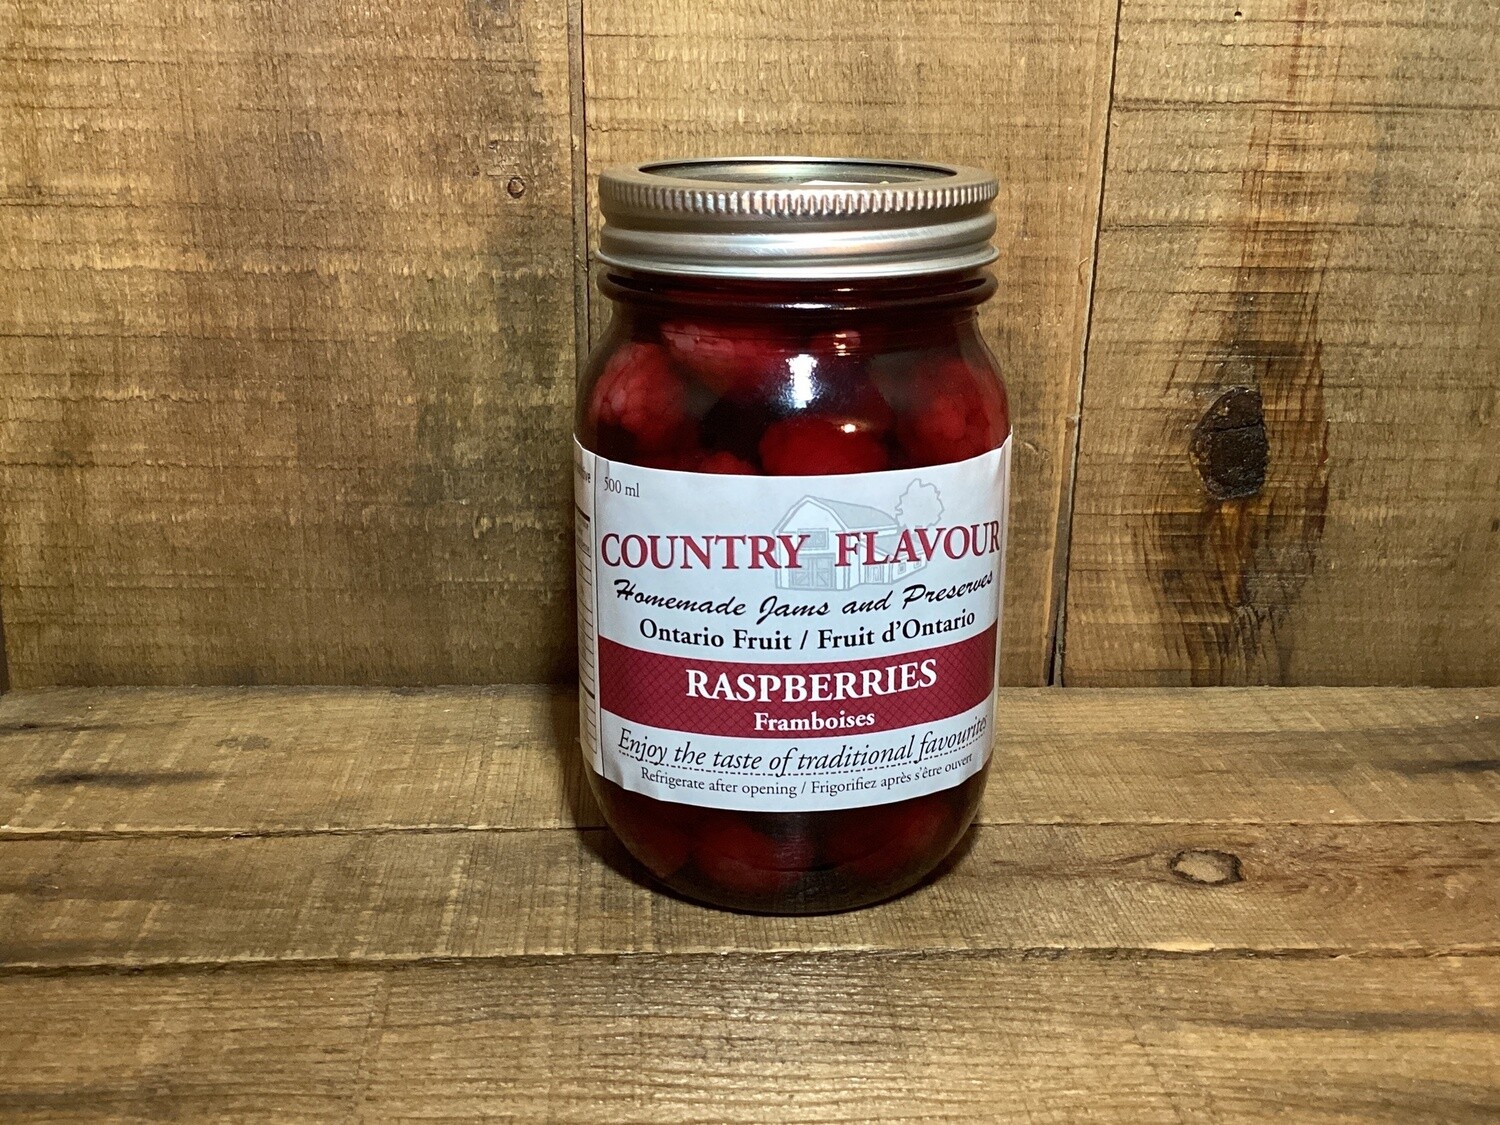 500 ml
COUNTRY FLAVOUR
Homemade Jams and Preserves
Ontario Fruit / Fruit d'Ontario
RASPBERRIES
Framboises
Enjoy the taste of traditional favourites
Refrigerate after opening / Frigorifiez après s'être ouvert